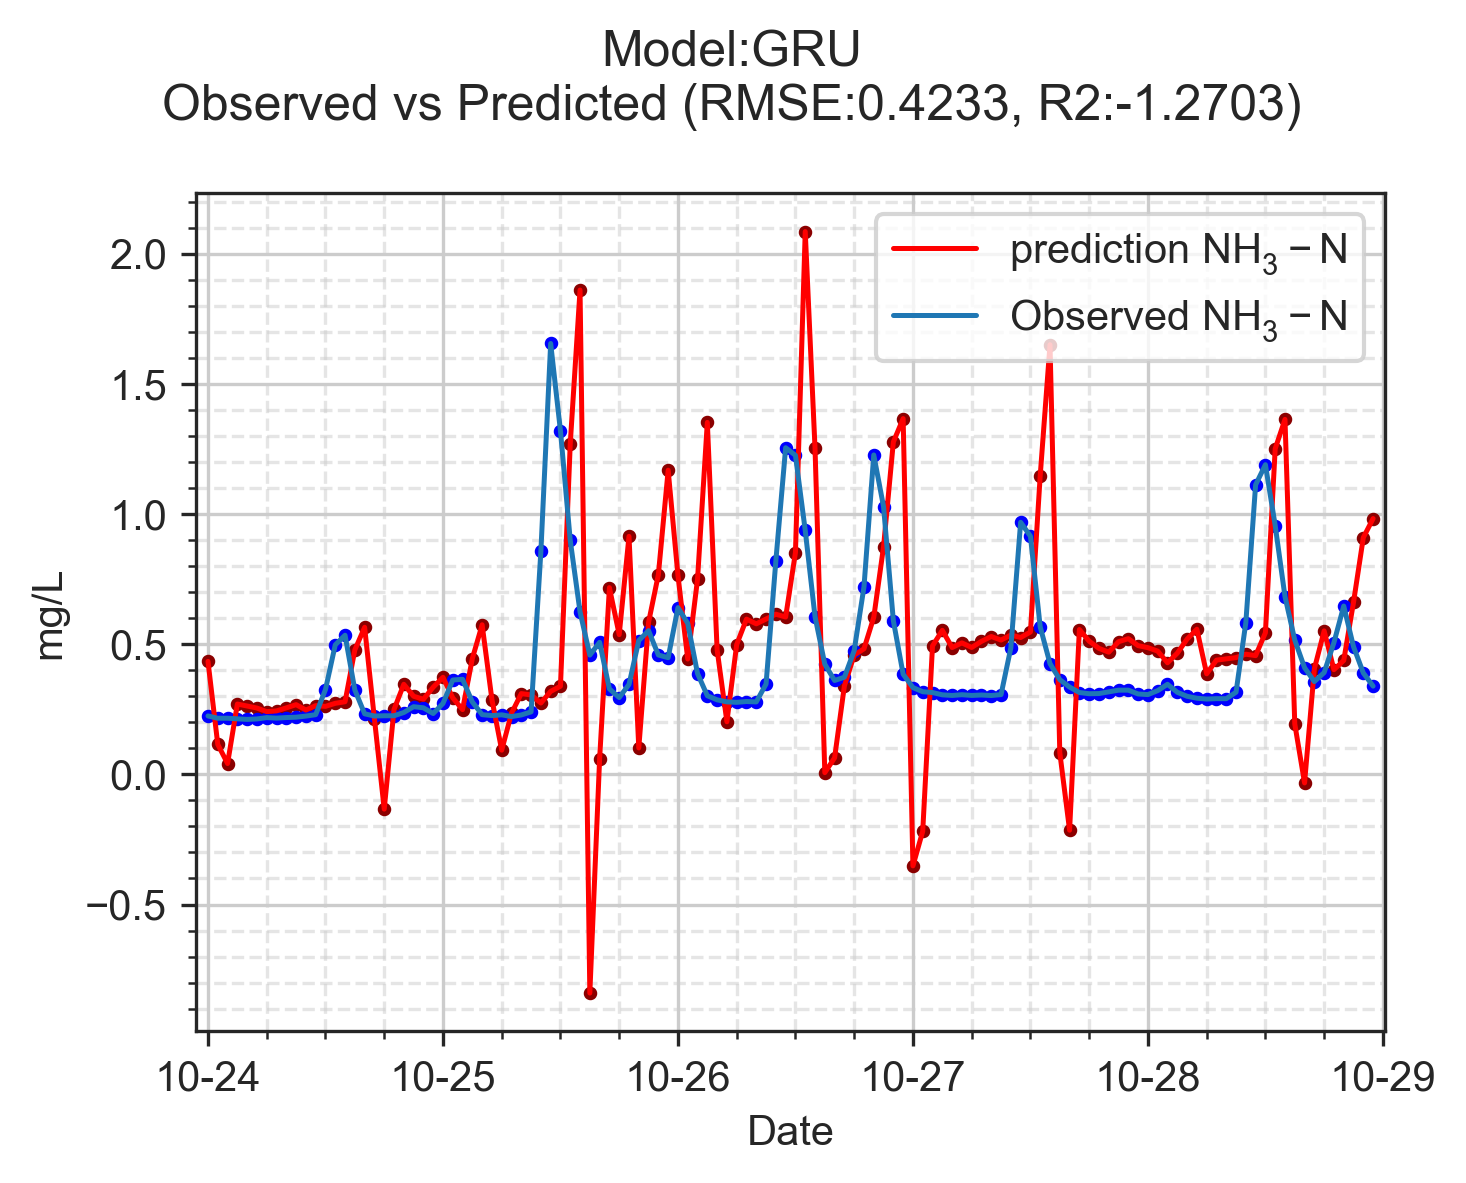 Model:GRU
Observed vs Predicted (RMSE:0.4233, R2:-1.2703)
prediction NH₃ − N
Observed NH₃ − N
2.0
1.5
1.0
0.5
0.0
−0.5
mg/L
10-24 10-25 10-26 10-27 10-28 10-29
Date